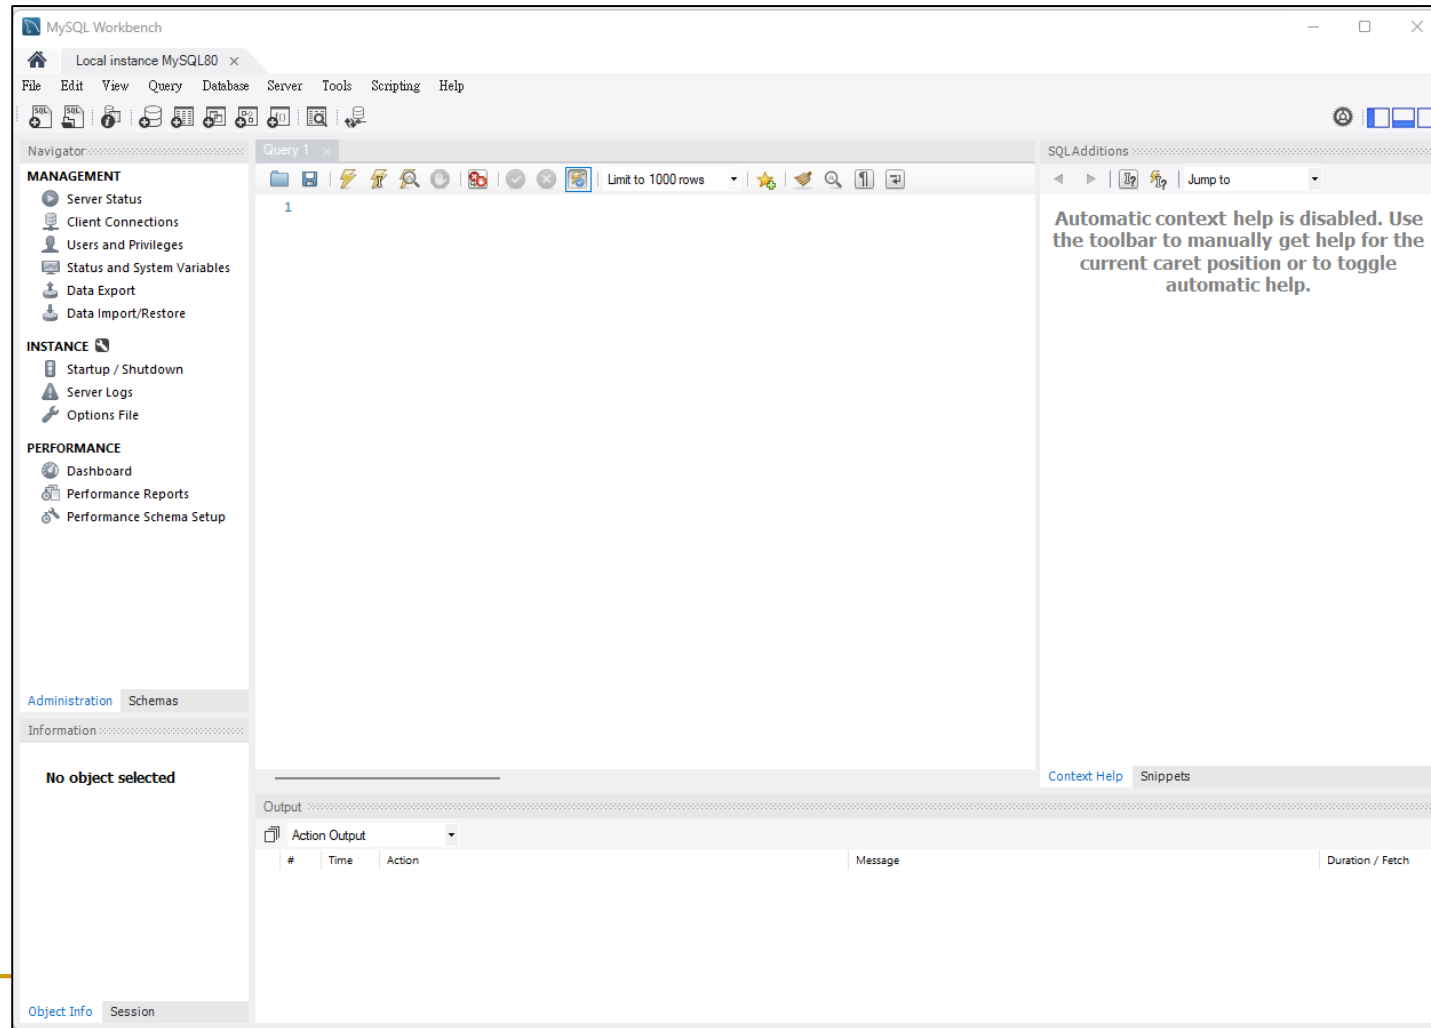 MySQL Workbench
Local instance MySQL80
File Edit View Query Database Server Tools Scripting Help
Navigator
MANAGEMENT
Server Status
Client Connections
Users and Privileges
Status and System Variables
Data Export
Data Import/Restore
INSTANCE
Startup / Shutdown
Server Logs
Options File
PERFORMANCE
Dashboard
Performance Reports
Performance Schema Setup
Administration Schemas
Information
No object selected
Object Info Session
Query 1
Limit to 1000 rows
1
SQLAdditions
Jump to
Automatic context help is disabled. Use
the toolbar to manually get help for the
current caret position or to toggle
automatic help.
Context Help Snippets
Output
Action Output
# Time Action Message Duration / Fetch